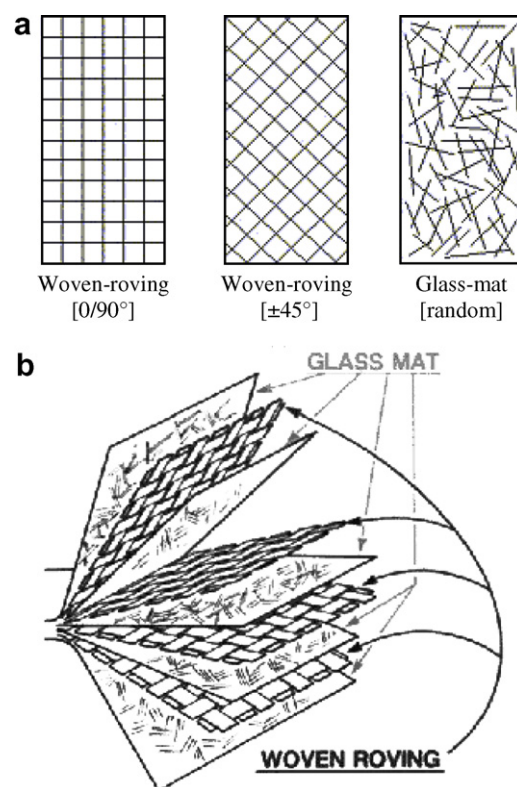 a
Woven-roving
[0/90°]
Woven-roving
[±45°]
Glass-mat
[random]
b
GLASS MAT
WOVEN ROVING